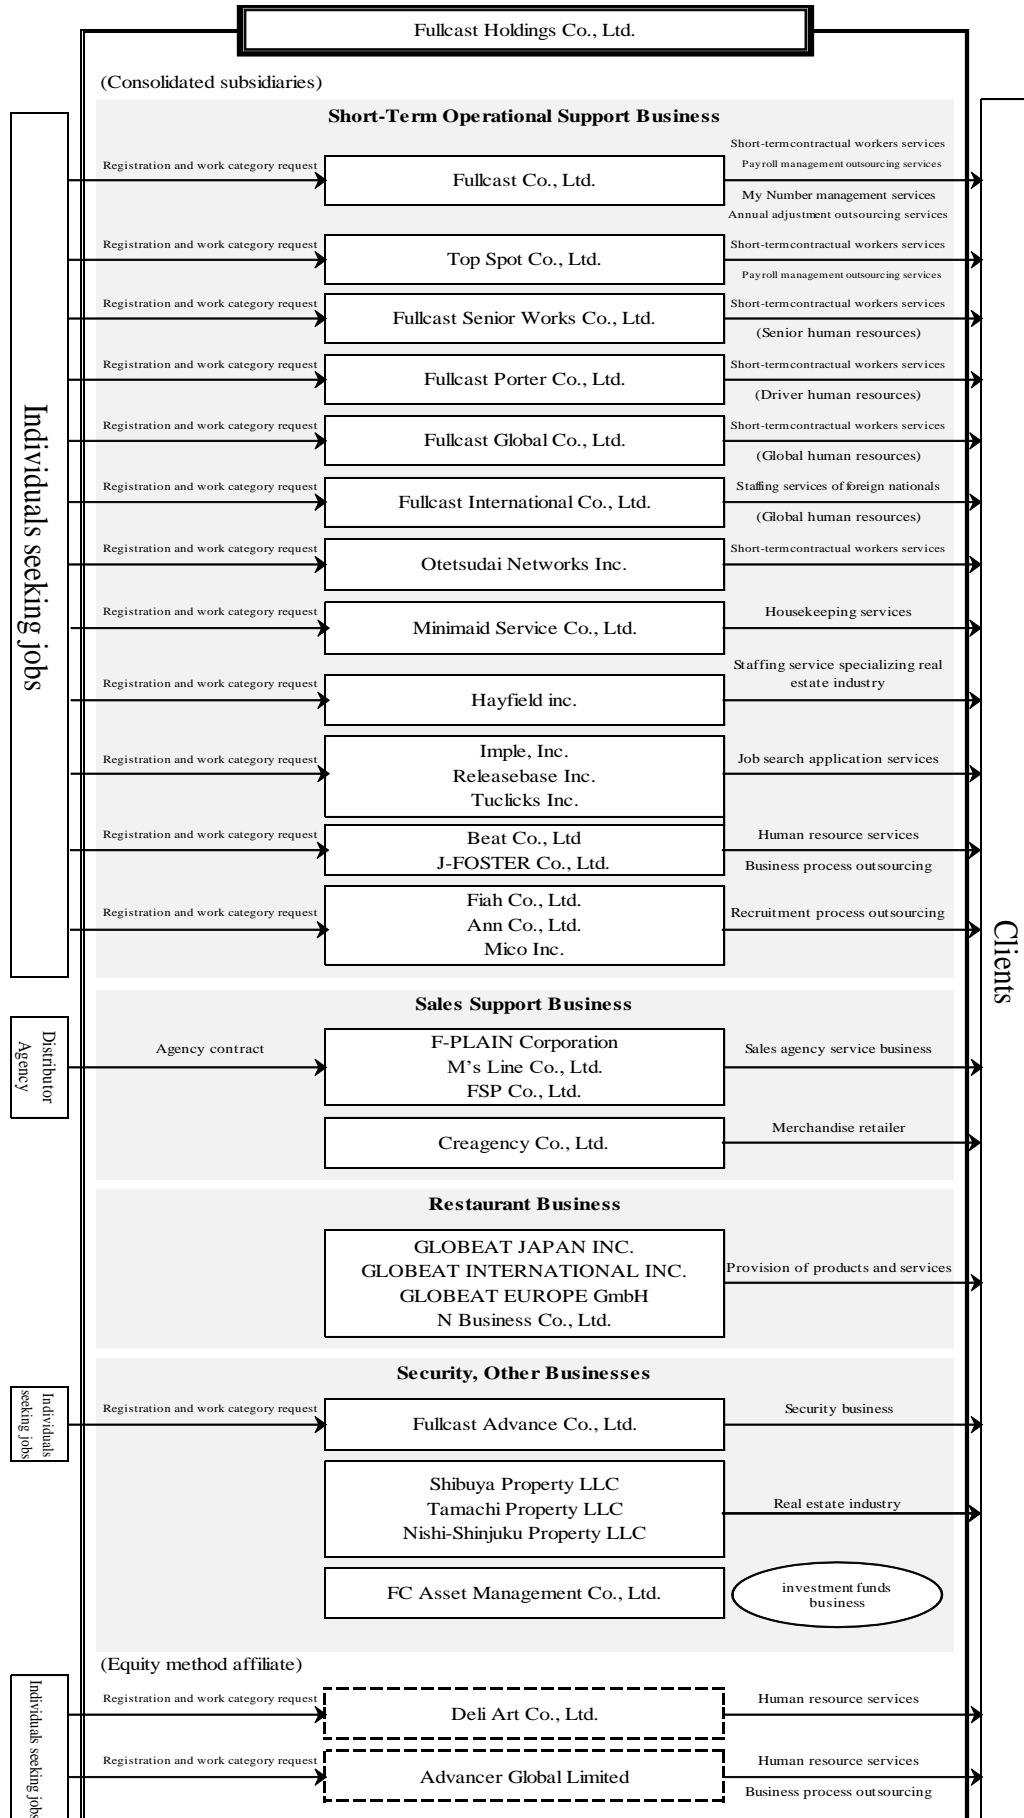 Fullcast Holdings Co., Ltd.
(Consolidated subsidiaries)
Individuals seeking jobs
Clients
Short-Term Operational Support Business
Registration and work category request
Fullcast Co., Ltd.
Short-term contractual workers services
Payroll management outsourcing services
My Number management services
Annual adjustment outsourcing services
Registration and work category request
Top Spot Co., Ltd.
Short-term contractual workers services
Payroll management outsourcing services
Registration and work category request
Fullcast Senior Works Co., Ltd.
Short-term contractual workers services
(Senior human resources)
Registration and work category request
Fullcast Porter Co., Ltd.
Short-term contractual workers services
(Driver human resources)
Registration and work category request
Fullcast Global Co., Ltd.
Short-term contractual workers services
(Global human resources)
Registration and work category request
Fullcast International Co., Ltd.
Staffing services of foreign nationals
(Global human resources)
Registration and work category request
Otetsudai Networks Inc.
Short-term contractual workers services
Registration and work category request
Minimaid Service Co., Ltd.
Housekeeping services
Registration and work category request
Hayfield inc.
Staffing service specializing real
estate industry
Registration and work category request
Imple, Inc.
Releasebase Inc.
Tuclicks Inc.
Job search application services
Registration and work category request
Beat Co., Ltd
J-FOSTER Co., Ltd.
Human resource services
Business process outsourcing
Registration and work category request
Fiah Co., Ltd.
Ann Co., Ltd.
Mico Inc.
Recruitment process outsourcing
Sales Support Business
Distributor
Agency
Agency contract
F-PLAIN Corporation
M's Line Co., Ltd.
FSP Co., Ltd.
Sales agency service business
Creagency Co., Ltd.
Merchandise retailer
Restaurant Business
GLOBEAT JAPAN INC.
GLOBEAT INTERNATIONAL INC.
GLOBEAT EUROPE GmbH
N Business Co., Ltd.
Provision of products and services
Security, Other Businesses
Individuals
seeking jobs
Registration and work category request
Fullcast Advance Co., Ltd.
Security business
Shibuya Property LLC
Tamachi Property LLC
Nishi-Shinjuku Property LLC
Real estate industry
FC Asset Management Co., Ltd.
investment funds
business
(Equity method affiliate)
Individuals seeking jobs
Registration and work category request
Deli Art Co., Ltd.
Human resource services
Registration and work category request
Advancer Global Limited
Human resource services
Business process outsourcing